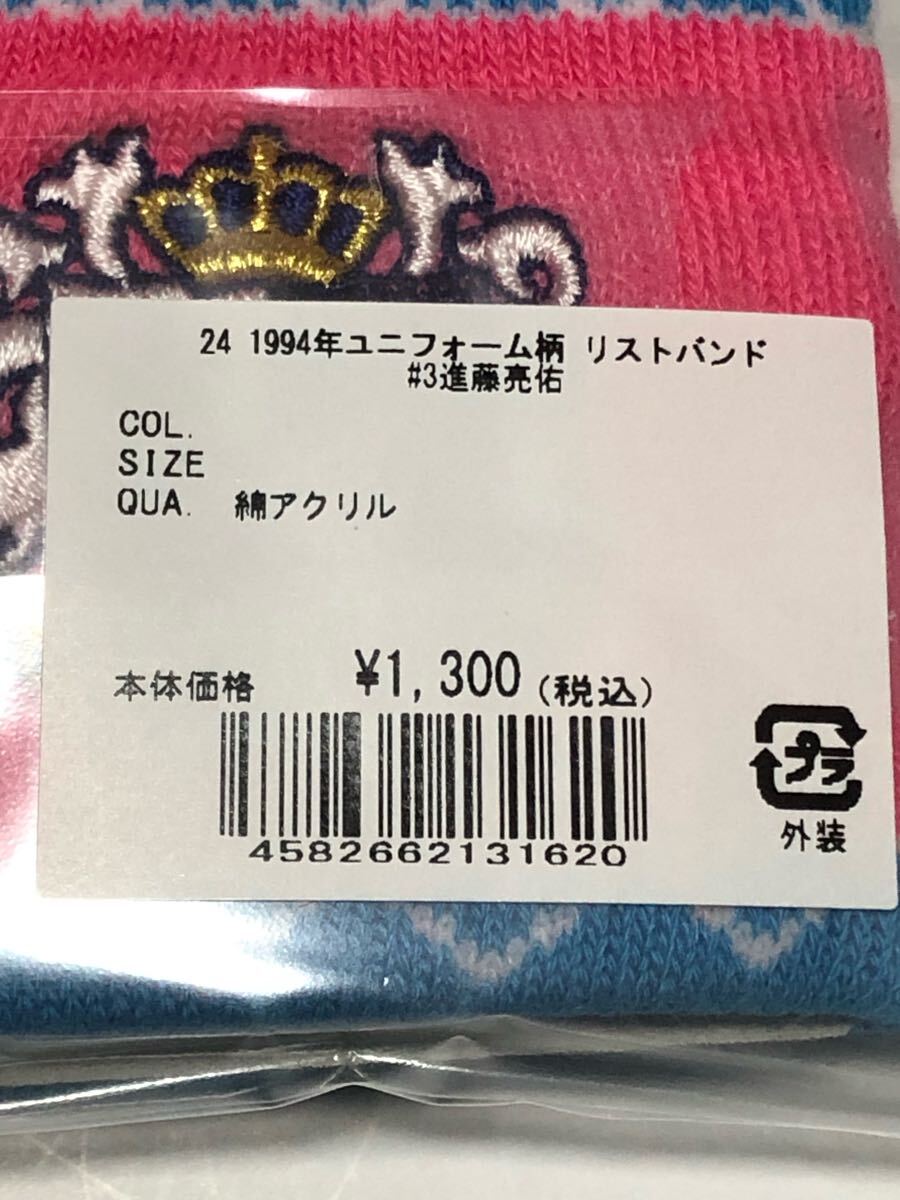 24 1994年ユニフォーム柄 リストバンド
#3進藤亮佑
COL.
SIZE
QUA. 綿アクリル
本体価格 ¥1,300(税込)
4582662131620
プラ
外装